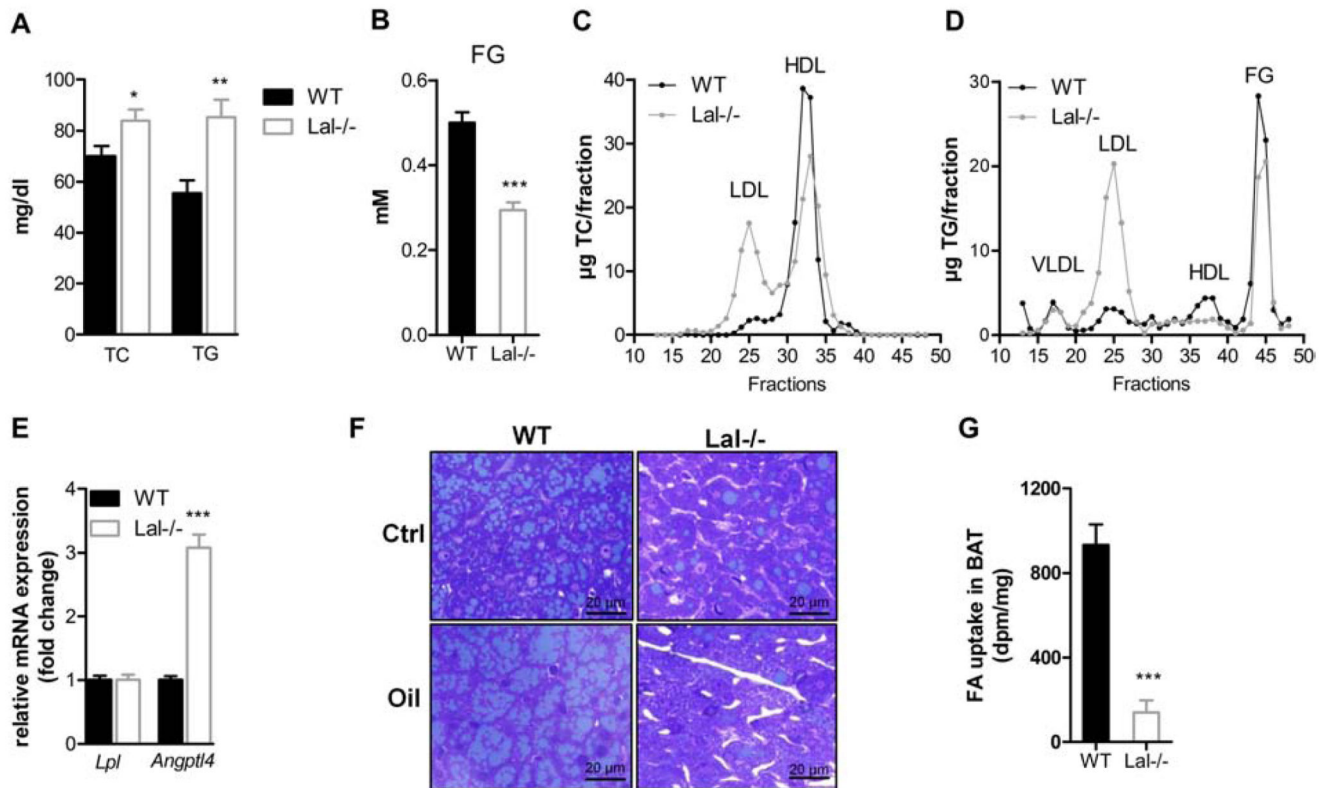 A
100
80
60
40
20
0
mg/dl
*
**
TC
TG
WT
Lal-/-
B
FG
0.6
0.4
0.2
0.0
mM
***
WT Lal-/-
C
WT
Lal-/-
HDL
LDL
40
30
20
10
0
µg TC/fraction
10 15 20 25 30 35 40 45 50
Fractions
D
WT
Lal-/-
FG
LDL
VLDL
HDL
30
20
10
0
µg TG/fraction
10 15 20 25 30 35 40 45 50
Fractions
E
WT
Lal-/-
***
4
3
2
1
0
relative mRNA expression
(fold change)
Lpl Angptl4
F
WT Lal-/-
Ctrl
20 µm 20 µm
Oil
20 µm 20 µm
G
1200
900
600
300
0
FA uptake in BAT
(dpm/mg)
***
WT Lal-/-